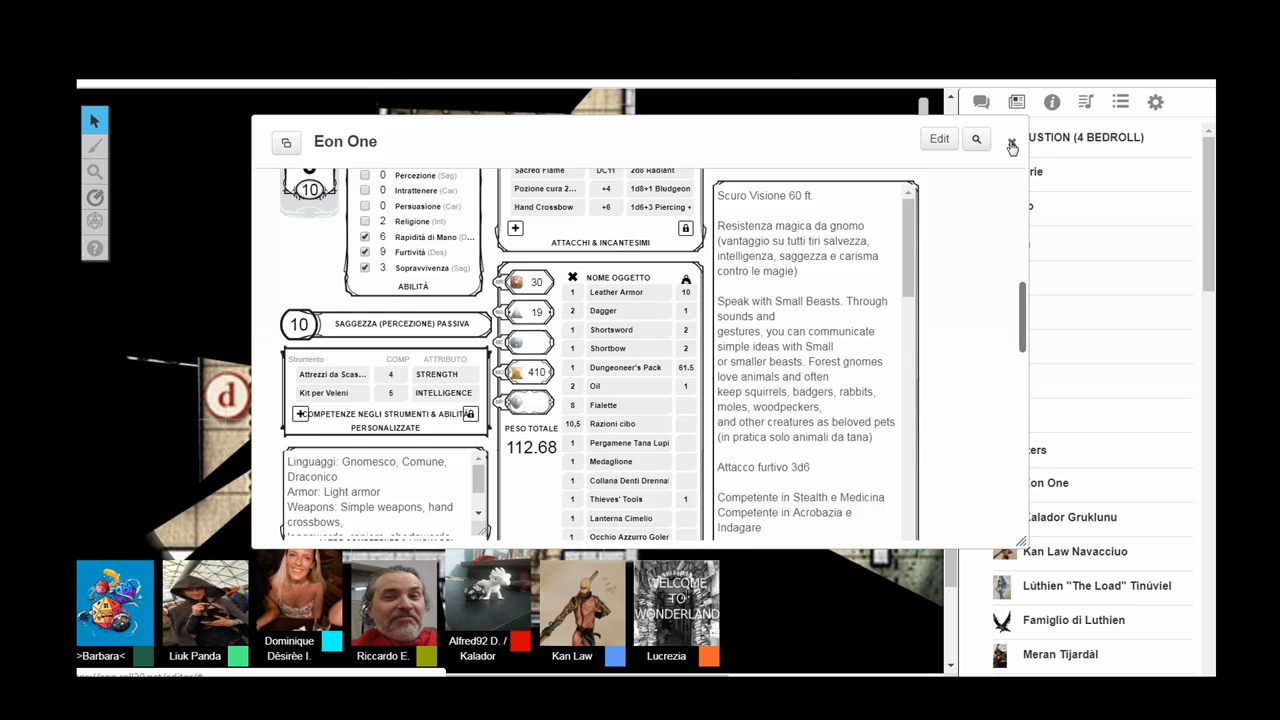 Eon One
Edit
10
0 Percezione (Sag)
0 Intrattenere (Car)
0 Persuasione (Car)
2 Religione (Int)
6 Rapidità di Mano (D...
9 Furtività (Des)
3 Sopravvivenza (Sag)
ABILITÀ
10 SAGGEZZA (PERCEZIONE) PASSIVA
Strumento COMP ATTRIBUTO
Attrezzi da Scas... 4 STRENGTH
Kit per Veleni 5 INTELLIGENCE
COMPETENZE NEGLI STRUMENTI & ABILITÀ
PERSONALIZZATE
Linguaggi: Gnomesco, Comune,
Draconico
Armor: Light armor
Weapons: Simple weapons, hand
crossbows,
Sacred Flame DC11 2d8 Radiant
Pozione cura 2... +4 1d8+1 Bludgeon
Hand Crossbow +6 1d6+3 Piercing +
ATTACCHI & INCANTESIMI
30
19
410
PESO TOTALE
112.68
NOME OGGETTO
1 Leather Armor 10
2 Dagger 1
1 Shortsword 2
1 Shortbow 2
1 Dungeoneer's Pack 61.5
2 Oil 1
8 Fialette
10,5 Razioni cibo
1 Pergamene Tana Lupi
1 Medaglione
1 Collana Denti Drennal
1 Thieves' Tools 1
1 Lanterna Cimelio
1 Occhio Azzurro Goler
Scuro Visione 60 ft.
Resistenza magica da gnomo
(vantaggio su tutti tiri salvezza,
intelligenza, saggezza e carisma
contro le magie)
Speak with Small Beasts. Through
sounds and
gestures, you can communicate
simple ideas with Small
or smaller beasts. Forest gnomes
love animals and often
keep squirrels, badgers, rabbits,
moles, woodpeckers,
and other creatures as beloved pets
(in pratica solo animali da tana)
Attacco furtivo 3d6
Competente in Stealth e Medicina
Competente in Acrobazia e
Indagare
USTION (4 BEDROLL)
rie
o
ters
Eon One
Kalador Gruklunu
Kan Law Navacciuo
Lúthien "The Load" Tinúviel
Famiglio di Luthien
Meran Tijardàl
d
WELCOME
TO
WONDERLAND
>Barbara<
Liuk Panda
Dominique
Désirèe I.
Riccardo E.
Alfred92 D. /
Kalador
Kan Law
Lucrezia